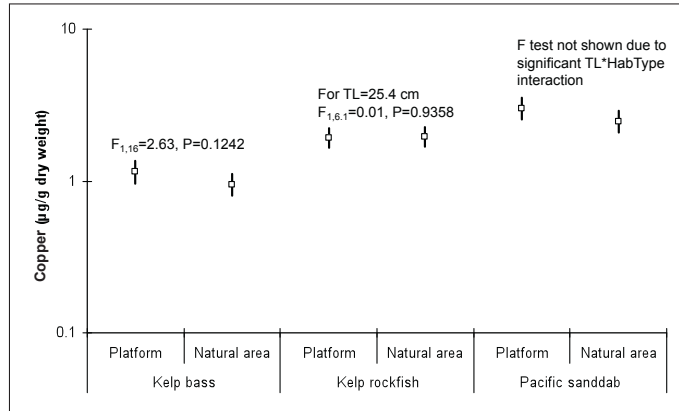 10
F test not shown due to
significant TL*HabType
interaction
For TL=25.4 cm
F1,6.1=0.01, P=0.9358
F1,16=2.63, P=0.1242
Copper (µg/g dry weight)
1
0.1
Platform Natural area Platform Natural area Platform Natural area
Kelp bass Kelp rockfish Pacific sanddab